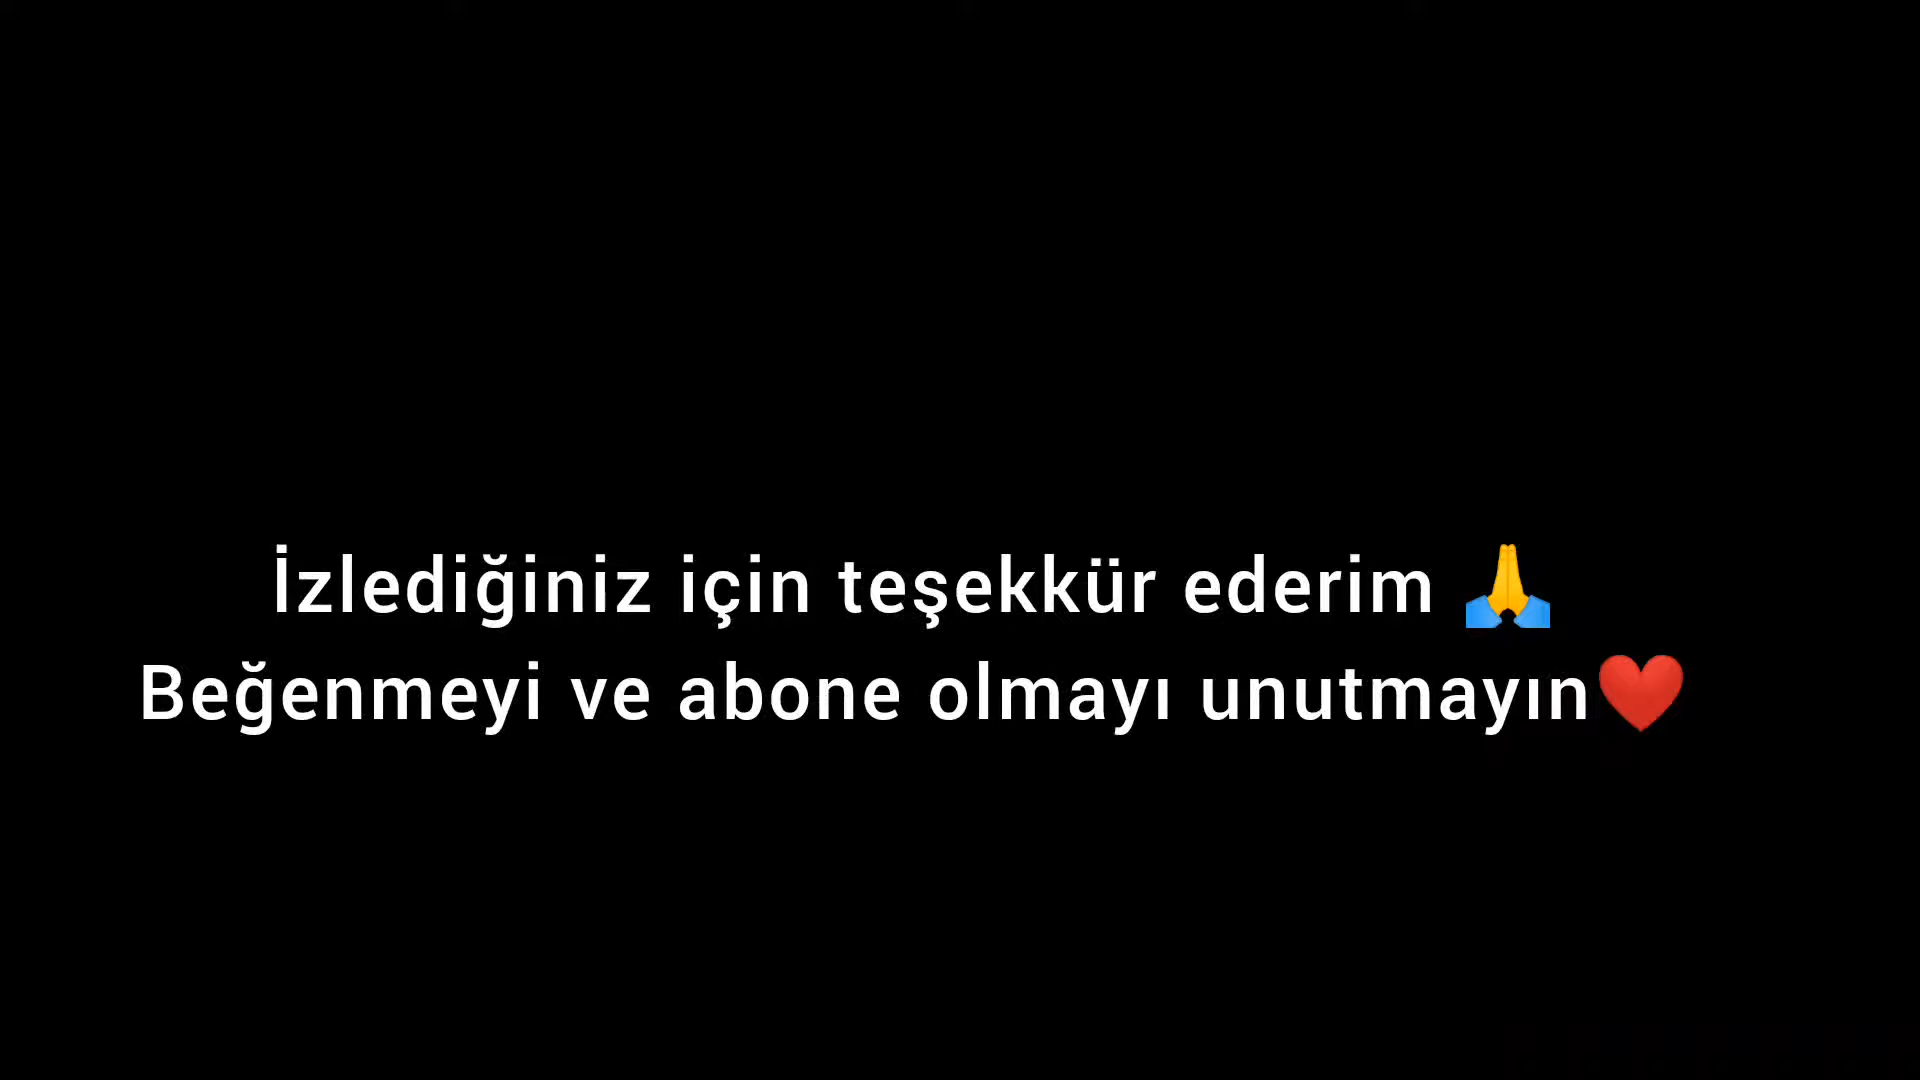 İzlediğiniz için teşekkür ederim 🙏
Beğenmeyi ve abone olmayı unutmayın❤️